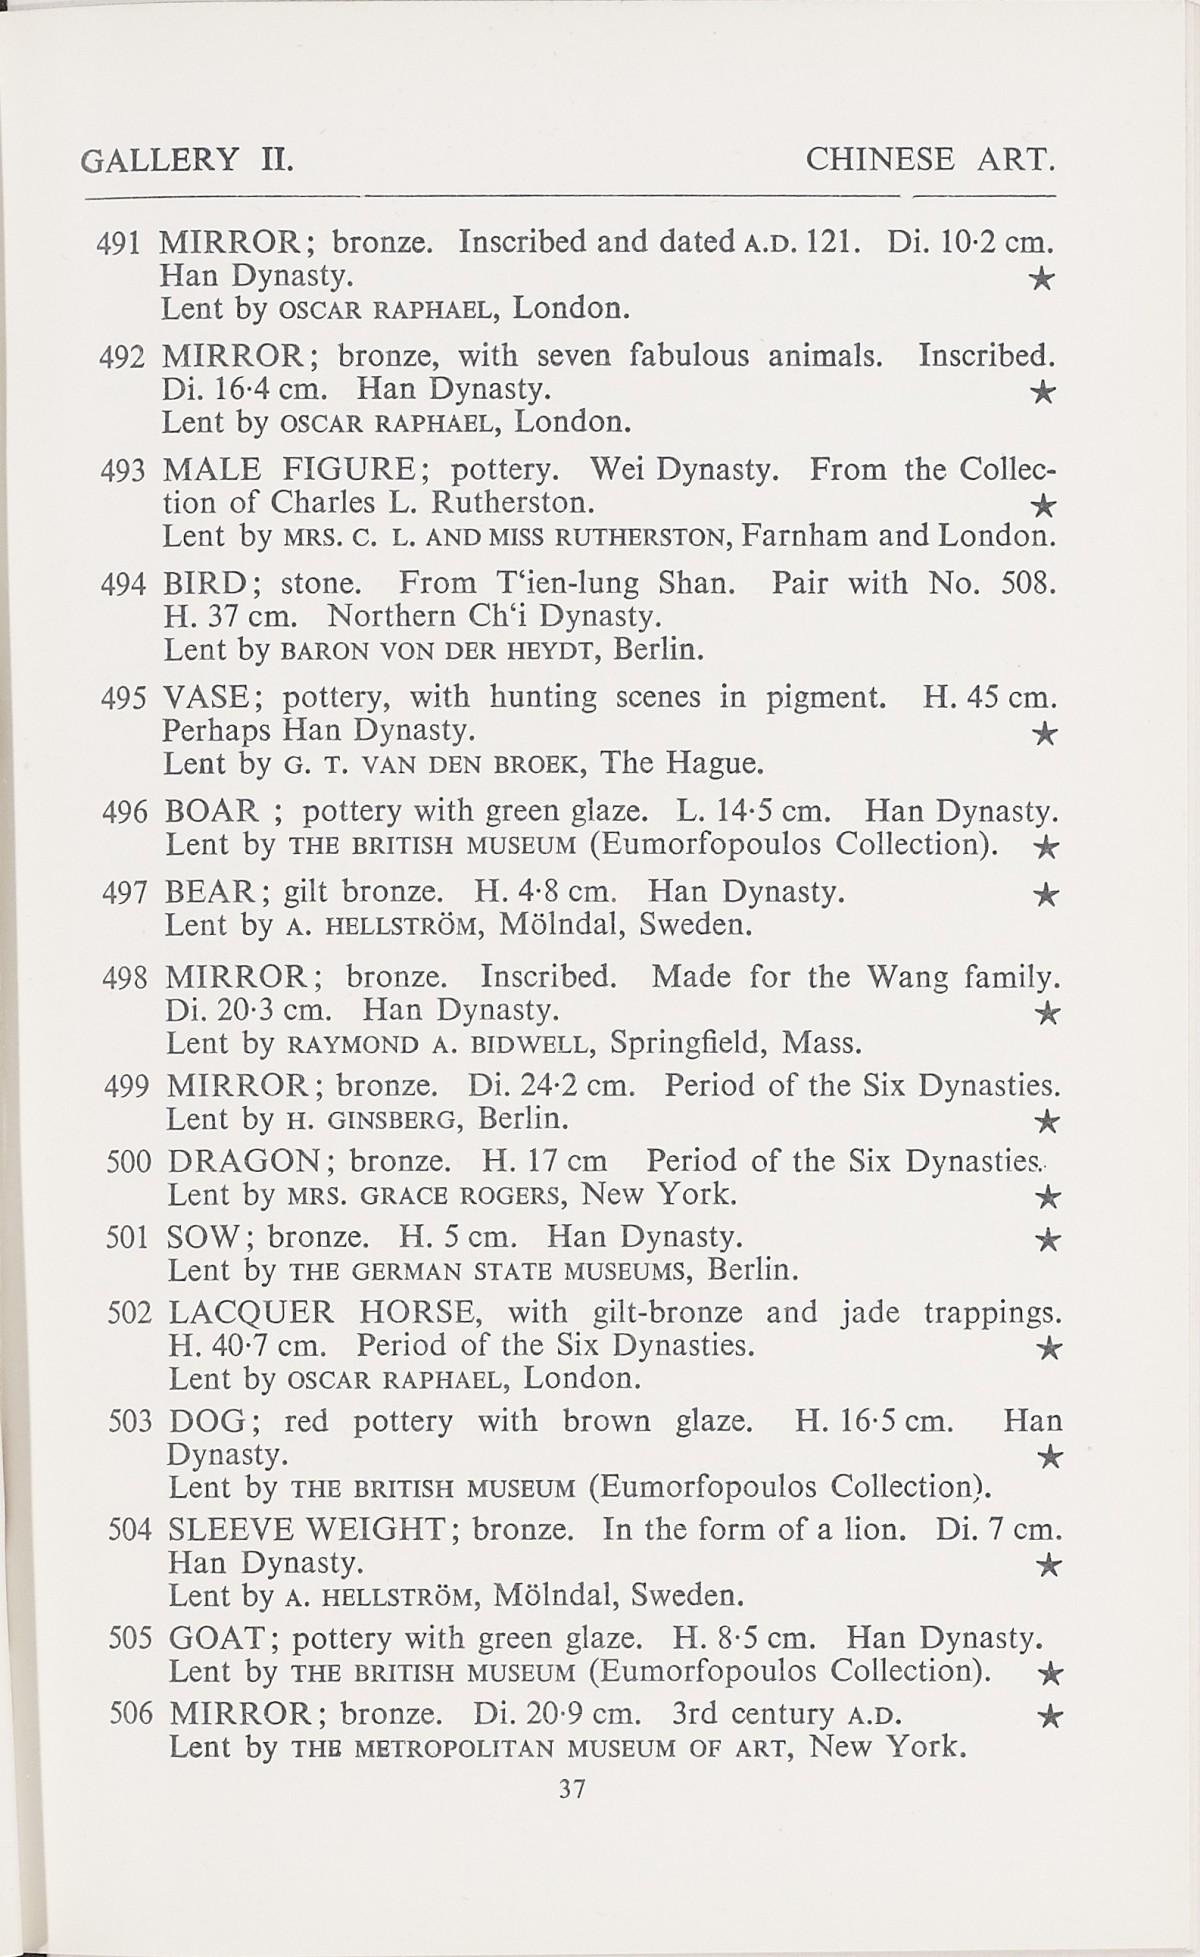 GALLERY II. CHINESE ART.
491 MIRROR; bronze. Inscribed and dated A.D. 121. Di. 10·2 cm.
Han Dynasty. ★
Lent by OSCAR RAPHAEL, London.
492 MIRROR; bronze, with seven fabulous animals. Inscribed.
Di. 16·4 cm. Han Dynasty. ★
Lent by OSCAR RAPHAEL, London.
493 MALE FIGURE; pottery. Wei Dynasty. From the Collec-
tion of Charles L. Rutherston. ★
Lent by MRS. C. L. AND MISS RUTHERSTON, Farnham and London.
494 BIRD; stone. From T‘ien-lung Shan. Pair with No. 508.
H. 37 cm. Northern Ch‘i Dynasty.
Lent by BARON VON DER HEYDT, Berlin.
495 VASE; pottery, with hunting scenes in pigment. H. 45 cm.
Perhaps Han Dynasty. ★
Lent by G. T. VAN DEN BROEK, The Hague.
496 BOAR ; pottery with green glaze. L. 14·5 cm. Han Dynasty.
Lent by THE BRITISH MUSEUM (Eumorfopoulos Collection). ★
497 BEAR; gilt bronze. H. 4·8 cm. Han Dynasty. ★
Lent by A. HELLSTRÖM, Mölndal, Sweden.
498 MIRROR; bronze. Inscribed. Made for the Wang family.
Di. 20·3 cm. Han Dynasty. ★
Lent by RAYMOND A. BIDWELL, Springfield, Mass.
499 MIRROR; bronze. Di. 24·2 cm. Period of the Six Dynasties.
Lent by H. GINSBERG, Berlin. ★
500 DRAGON; bronze. H. 17 cm Period of the Six Dynasties.
Lent by MRS. GRACE ROGERS, New York. ★
501 SOW; bronze. H. 5 cm. Han Dynasty. ★
Lent by THE GERMAN STATE MUSEUMS, Berlin.
502 LACQUER HORSE, with gilt-bronze and jade trappings.
H. 40·7 cm. Period of the Six Dynasties. ★
Lent by OSCAR RAPHAEL, London.
503 DOG; red pottery with brown glaze. H. 16·5 cm. Han
Dynasty. ★
Lent by THE BRITISH MUSEUM (Eumorfopoulos Collection).
504 SLEEVE WEIGHT; bronze. In the form of a lion. Di. 7 cm.
Han Dynasty. ★
Lent by A. HELLSTRÖM, Mölndal, Sweden.
505 GOAT; pottery with green glaze. H. 8·5 cm. Han Dynasty.
Lent by THE BRITISH MUSEUM (Eumorfopoulos Collection). ★
506 MIRROR; bronze. Di. 20·9 cm. 3rd century A.D. ★
Lent by THE METROPOLITAN MUSEUM OF ART, New York.
37